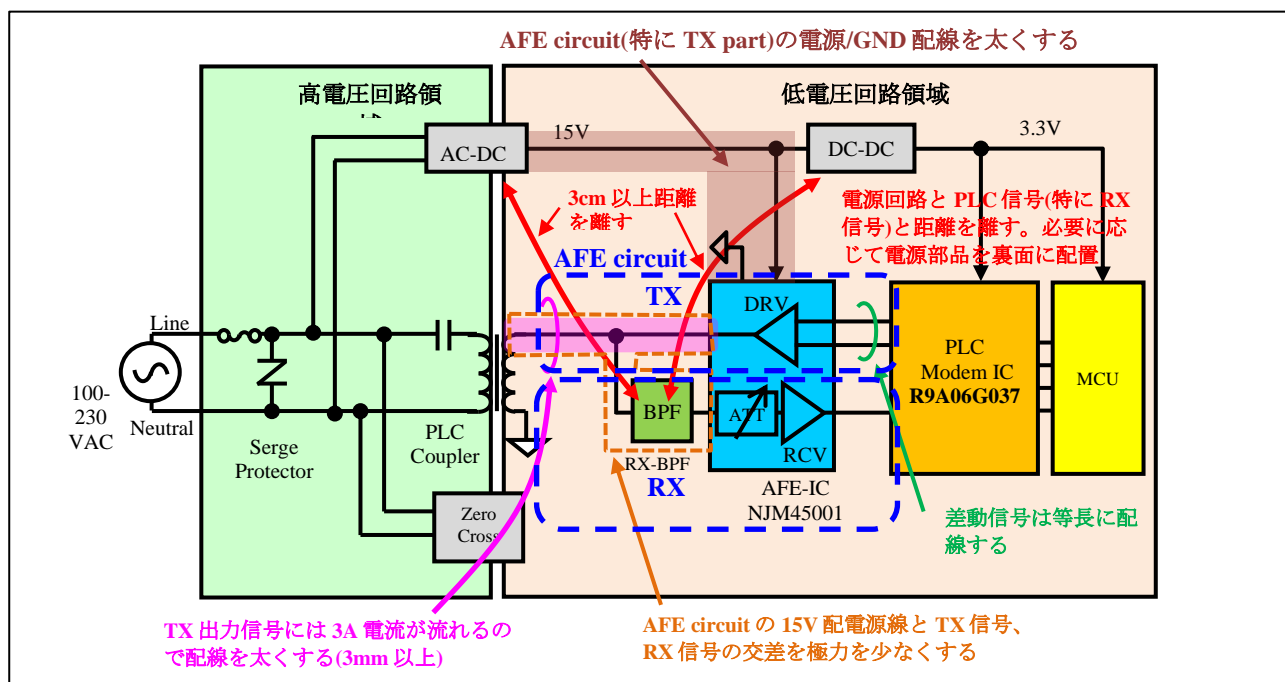 AFE circuit(特に TX part)の電源/GND 配線を太くする
高電圧回路領
低電圧回路領域
15V
3.3V
AC-DC
DC-DC
3cm 以上距離
を離す
電源回路と PLC 信号(特に RX
信号)と距離を離す。必要に応
じて電源部品を裏面に配置
AFE circuit
TX
DRV
Line
100-
230
VAC
Neutral
Serge
Protector
PLC
Coupler
BPF
RX-BPF
RX
ATT
RCV
AFE-IC
NJM45001
PLC
Modem IC
R9A06G037
MCU
Zero
Cross
差動信号は等長に配
線する
TX 出力信号には 3A 電流が流れるの
で配線を太くする(3mm 以上)
AFE circuit の 15V 配電源線と TX 信号、
RX 信号の交差を極力を少なくする